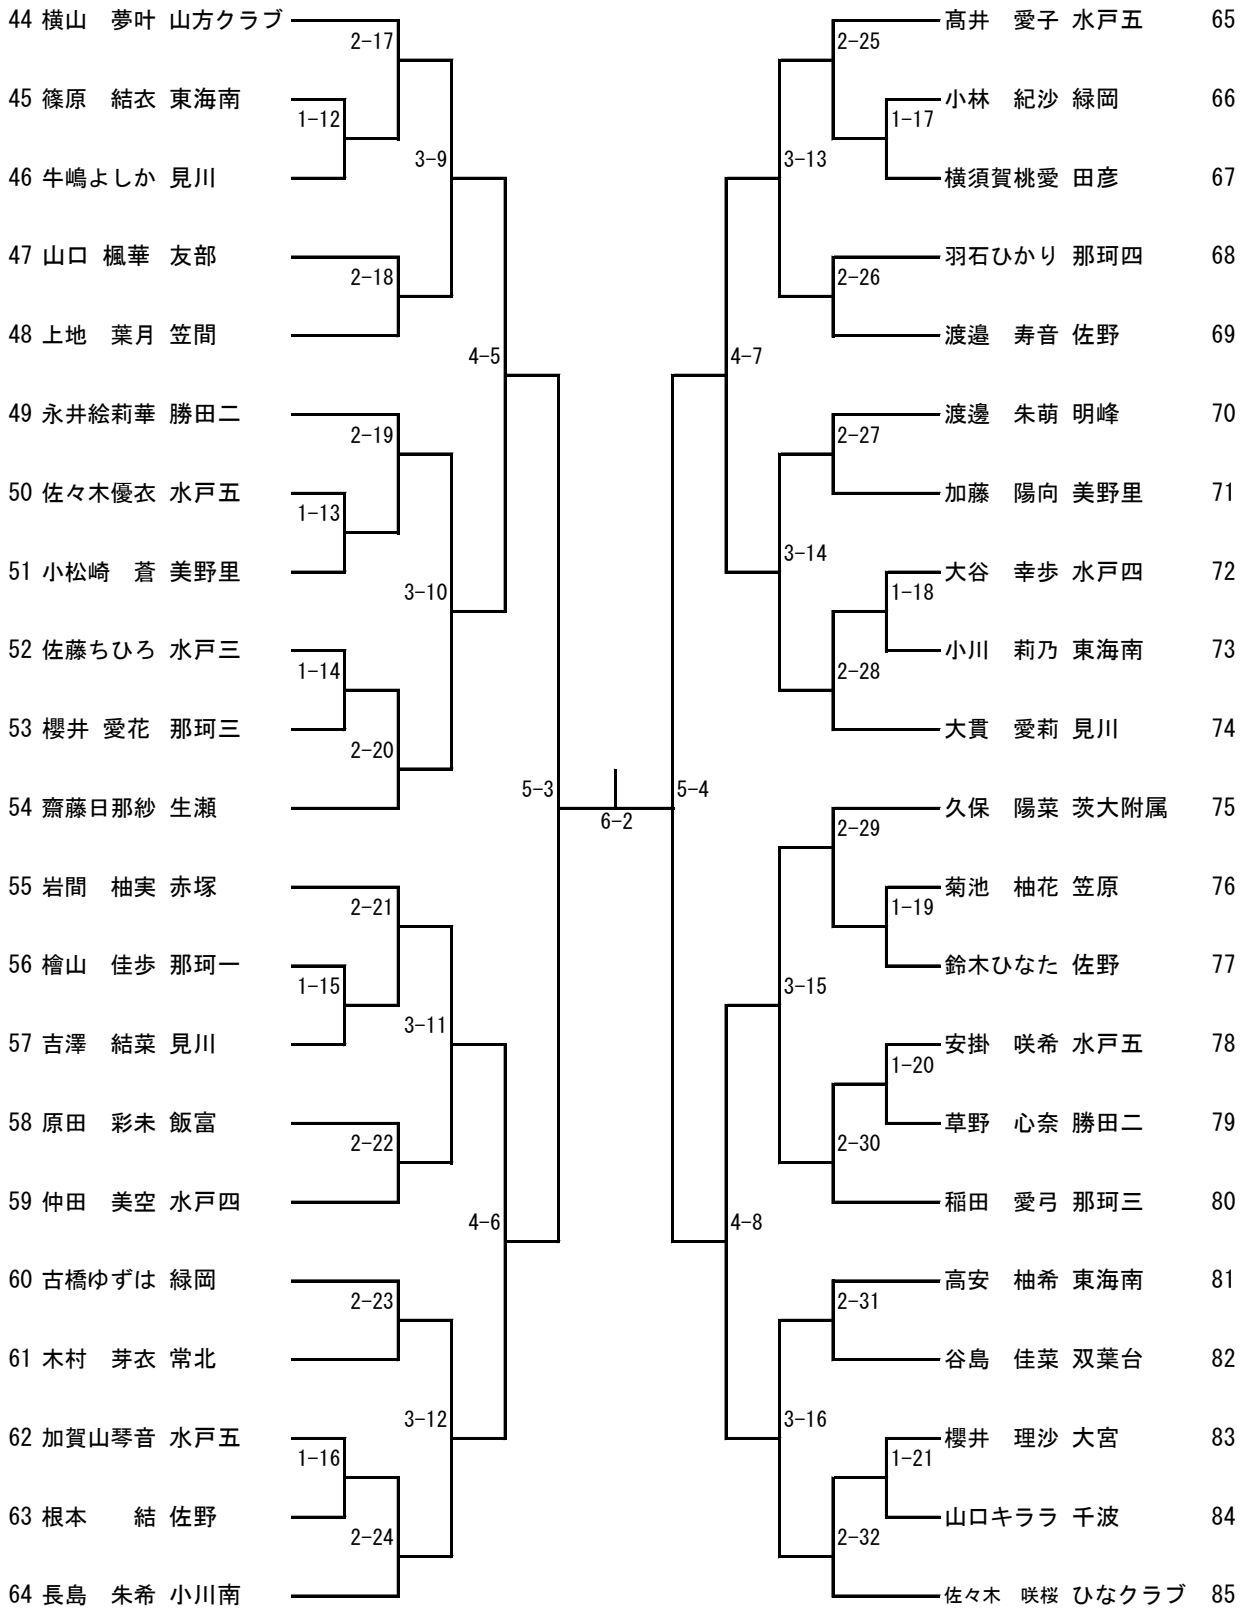 44 横山　夢叶 山方クラブ
2-17
45 篠原　結衣 東海南
1-12
46 牛嶋よしか 見川
3-9
47 山口 楓華 友部
2-18
48 上地　葉月 笠間
4-5
49 永井絵莉華 勝田二
2-19
50 佐々木優衣 水戸五
1-13
51 小松崎　蒼 美野里
3-10
52 佐藤ちひろ 水戸三
1-14
53 櫻井 愛花 那珂三
2-20
54 齋藤日那紗 生瀬
5-3
55 岩間　柚実 赤塚
2-21
56 檜山　佳歩 那珂一
1-15
57 吉澤　結菜 見川
3-11
58 原田　彩未 飯富
2-22
59 仲田　美空 水戸四
4-6
60 古橋ゆずは 緑岡
2-23
61 木村　芽衣 常北
3-12
62 加賀山琴音 水戸五
1-16
63 根本　　結 佐野
2-24
64 長島　朱希 小川南
6-2
髙井　愛子 水戸五 65
2-25
小林　紀沙 緑岡 66
1-17
横須賀桃愛 田彦 67
3-13
羽石ひかり 那珂四 68
2-26
渡邉　寿音 佐野 69
4-7
渡邊　朱萌 明峰 70
2-27
加藤　陽向 美野里 71
3-14
大谷　幸歩 水戸四 72
1-18
小川　莉乃 東海南 73
2-28
大貫　愛莉 見川 74
5-4
久保　陽菜 茨大附属 75
2-29
菊池　柚花 笠原 76
1-19
鈴木ひなた 佐野 77
3-15
安掛　咲希 水戸五 78
1-20
草野　心奈 勝田二 79
2-30
稲田　愛弓 那珂三 80
4-8
高安　柚希 東海南 81
2-31
谷島　佳菜 双葉台 82
3-16
櫻井　理沙 大宮 83
1-21
山口キララ 千波 84
2-32
佐々木　咲桜 ひなクラブ 85